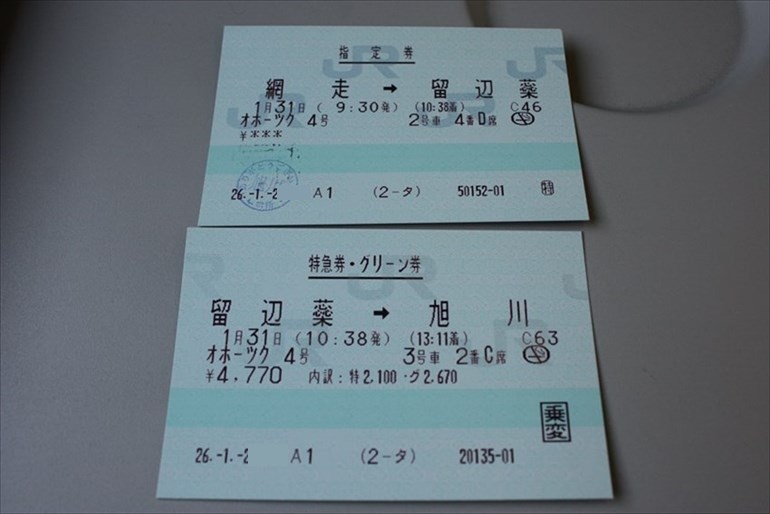 指定券
網走 → 留辺蘂
1月31日 ( 9:30発) (10:38着) C46
オホーツク 4号 2号車 4番D席
¥***
26.-1.-2 A1 (2-タ) 50152-01 特
特急券・グリーン券
留辺蘂 → 旭川
1月31日 (10:38発) (13:11着) C63
オホーツク 4号 3号車 2番C席
¥4,770 内訳:特2,100・グ2,670
乗変
26.-1.-2 A1 (2-タ) 20135-01